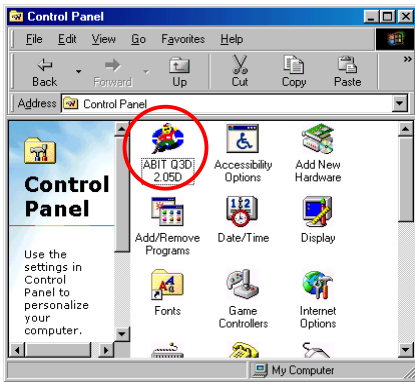 Control Panel
File Edit View Go Favorites Help
Back Forward Up Cut Copy Paste »
Address Control Panel
Control
Panel
Use the
settings in
Control
Panel to
personalize
your
computer.
ABIT Q3D
2.05D
Accessibility
Options
Add New
Hardware
Add/Remove
Programs
Date/Time
Display
Fonts
Game
Controllers
Internet
Options
My Computer